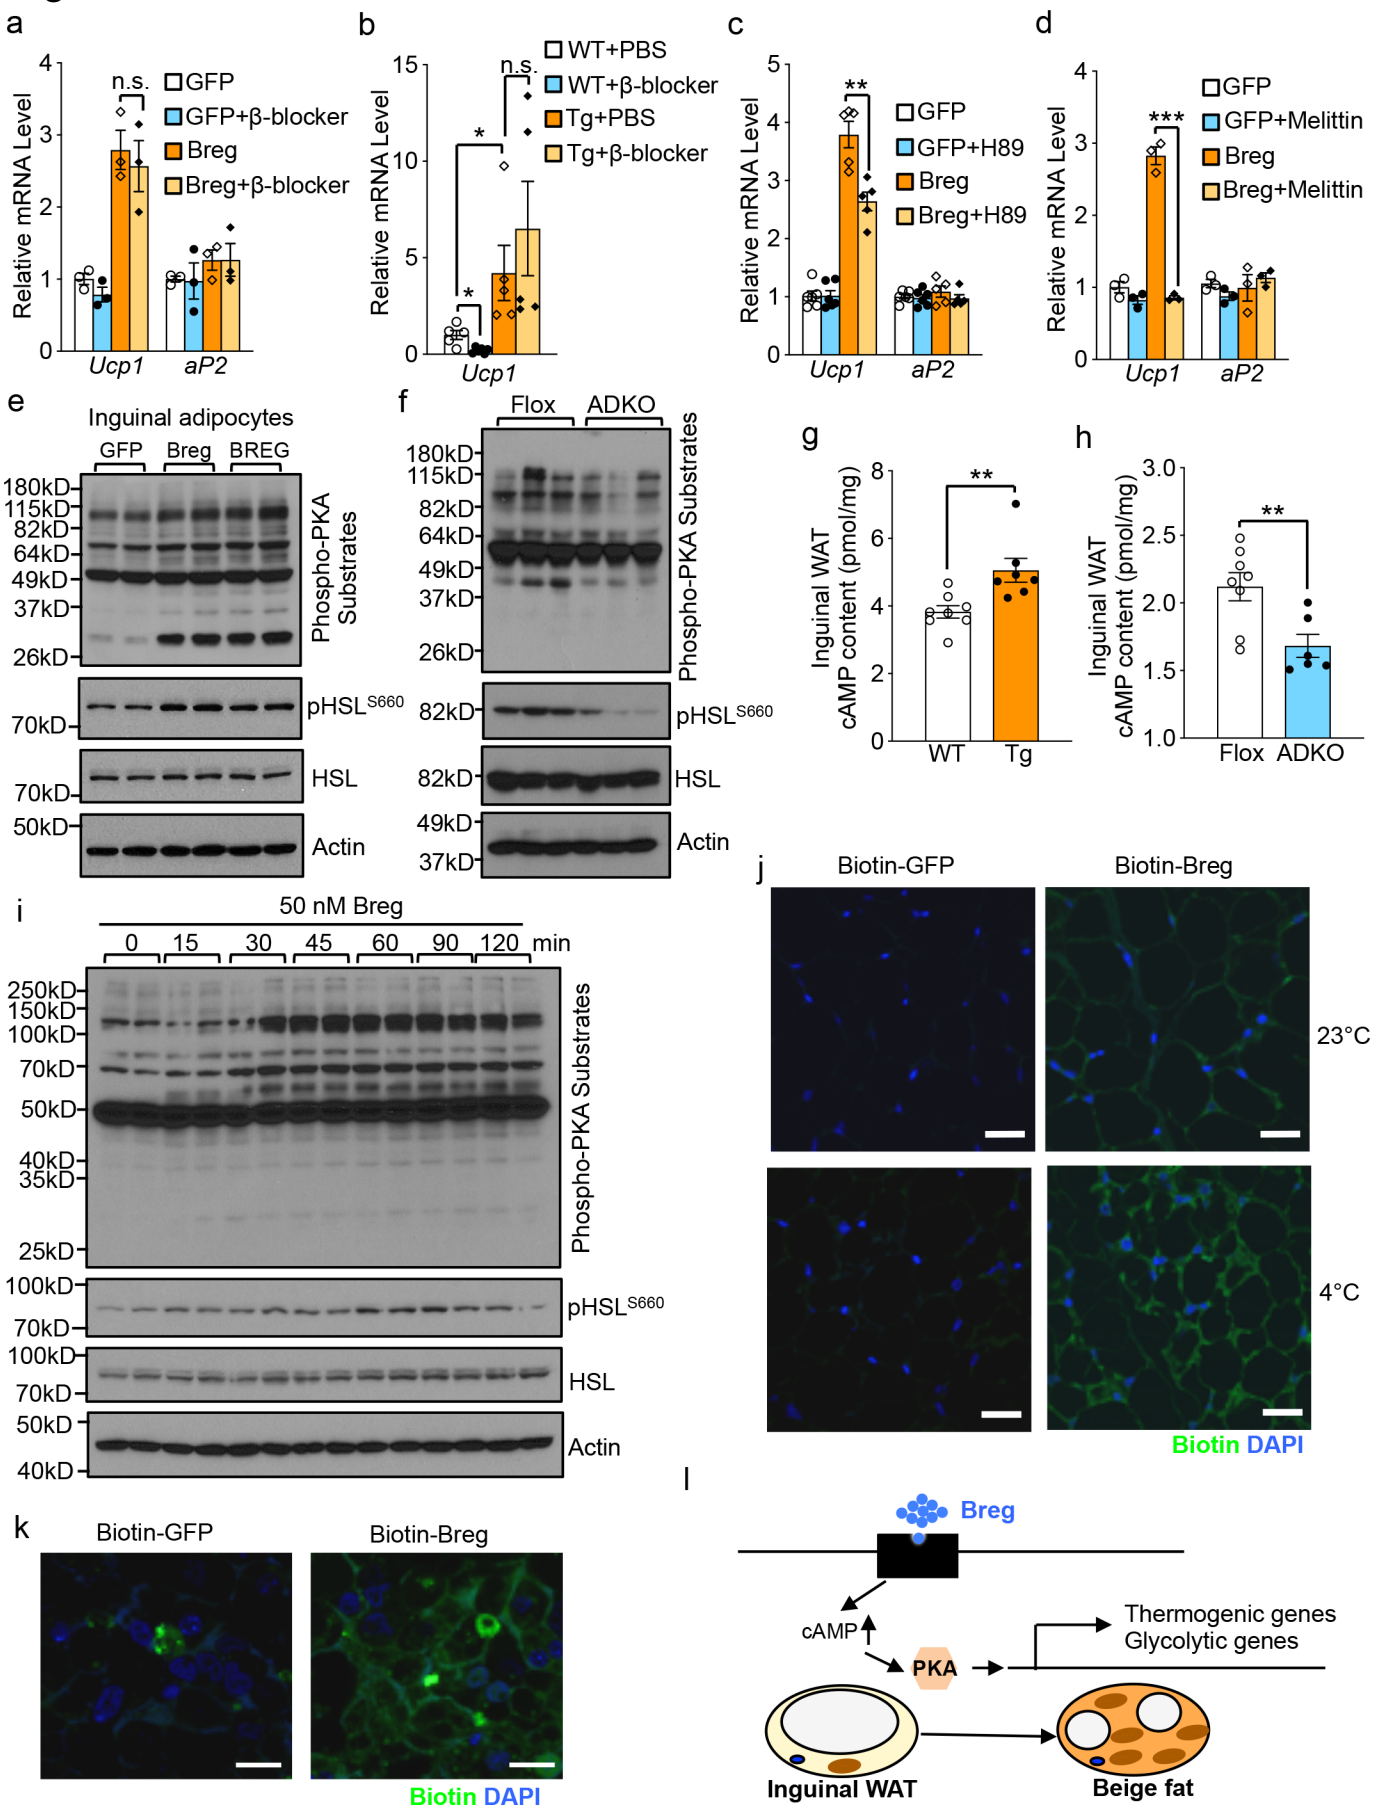 a
Relative mRNA Level
4
3
2
1
0
n.s.
GFP
GFP+β-blocker
Breg
Breg+β-blocker
Ucp1
aP2
b
Relative mRNA Level
15
10
5
0
*
*
n.s.
WT+PBS
WT+β-blocker
Tg+PBS
Tg+β-blocker
Ucp1
c
Relative mRNA Level
5
4
3
2
1
0
**
GFP
GFP+H89
Breg
Breg+H89
Ucp1
aP2
d
Relative mRNA Level
4
3
2
1
0
***
GFP
GFP+Melittin
Breg
Breg+Melittin
Ucp1
aP2
e
Inguinal adipocytes
GFP Breg BREG
180kD
115kD
82kD
64kD
49kD
37kD
26kD
Phospho-PKA
Substrates
70kD
pHSLS660
70kD
HSL
50kD
Actin
f
Flox ADKO
180kD
115kD
82kD
64kD
49kD
37kD
26kD
Phospho-PKA Substrates
82kD
pHSLS660
82kD
HSL
49kD
37kD
Actin
g
Inguinal WAT
cAMP content (pmol/mg)
8
6
4
2
0
**
WT Tg
h
Inguinal WAT
cAMP content (pmol/mg)
3.0
2.5
2.0
1.5
1.0
**
Flox ADKO
i
50 nM Breg
0 15 30 45 60 90 120 min
250kD
150kD
100kD
70kD
50kD
40kD
35kD
25kD
Phospho-PKA Substrates
100kD
70kD
pHSLS660
100kD
70kD
HSL
50kD
40kD
Actin
j
Biotin-GFP
Biotin-Breg
23°C
4°C
Biotin DAPI
k
Biotin-GFP
Biotin-Breg
Biotin DAPI
l
Breg
cAMP
PKA
Thermogenic genes
Glycolytic genes
Inguinal WAT
Beige fat